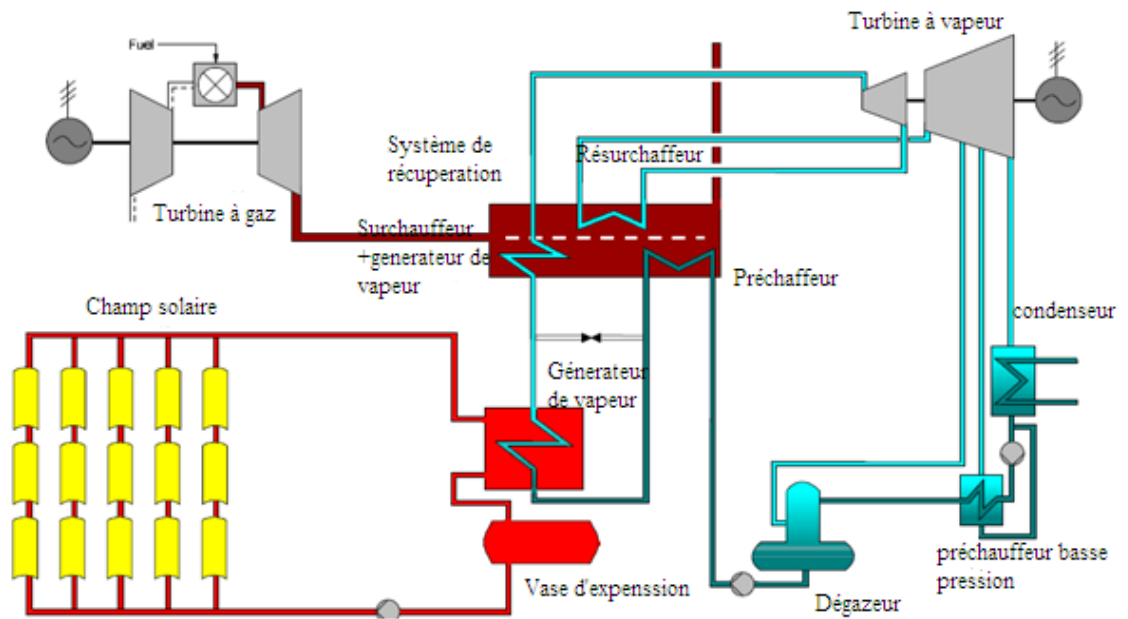 Turbine à vapeur
Fuel
Système de
récuperation
Résurchaffeur
Turbine à gaz
Surchauffeur
+generateur de
vapeur
Préchaffeur
Champ solaire
condenseur
Génerateur
de vapeur
préchauffeur basse
pression
Vase d'expenssion
Dégazeur